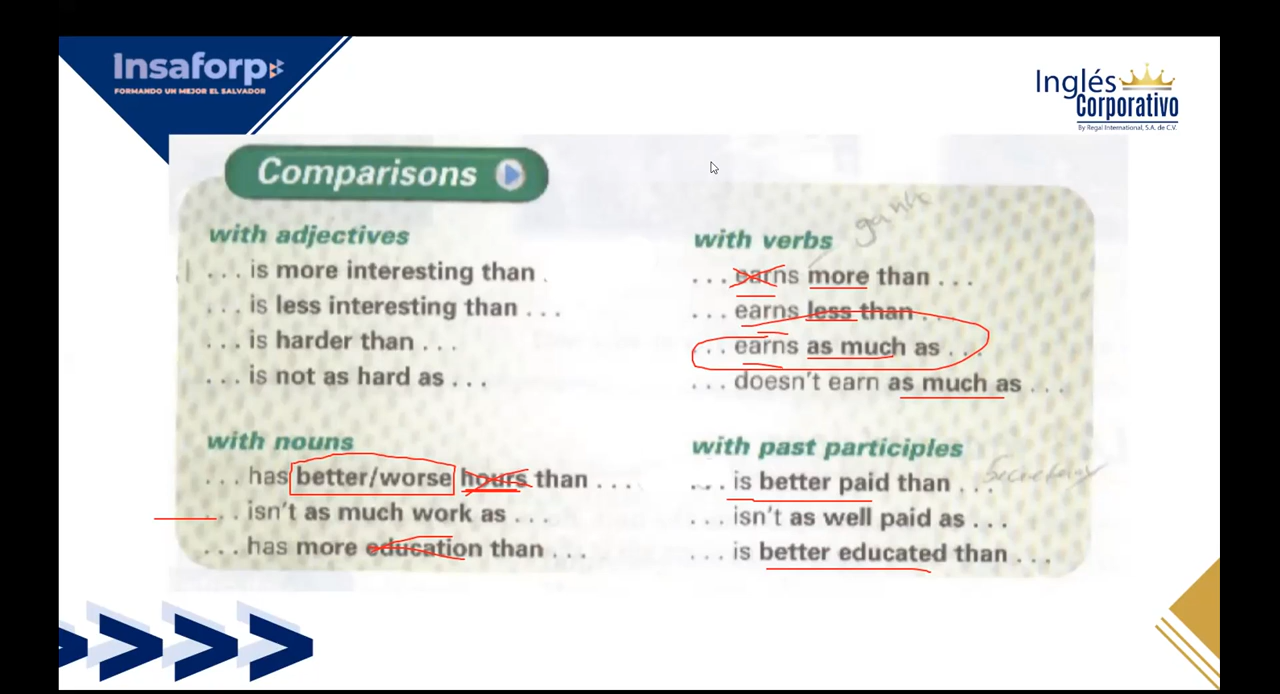 Insaforp
FORMANDO UN MEJOR EL SALVADOR
Inglés
Corporativo
By Regal International, S.A. de C.V.
Comparisons
with adjectives
. . . is more interesting than .
. . . is less interesting than . . .
. . . is harder than . . .
. . . is not as hard as . . .
with nouns
. . . has better/worse hours than . . .
. . . isn't as much work as . . .
. . . has more education than . . .
with verbs
. . . earns more than . . .
. . . earns less than . . .
. . . earns as much as . . .
. . . doesn't earn as much as . . .
with past participles
. . . is better paid than . . .
Secretary
. . . isn't as well paid as . . .
. . . is better educated than . . .